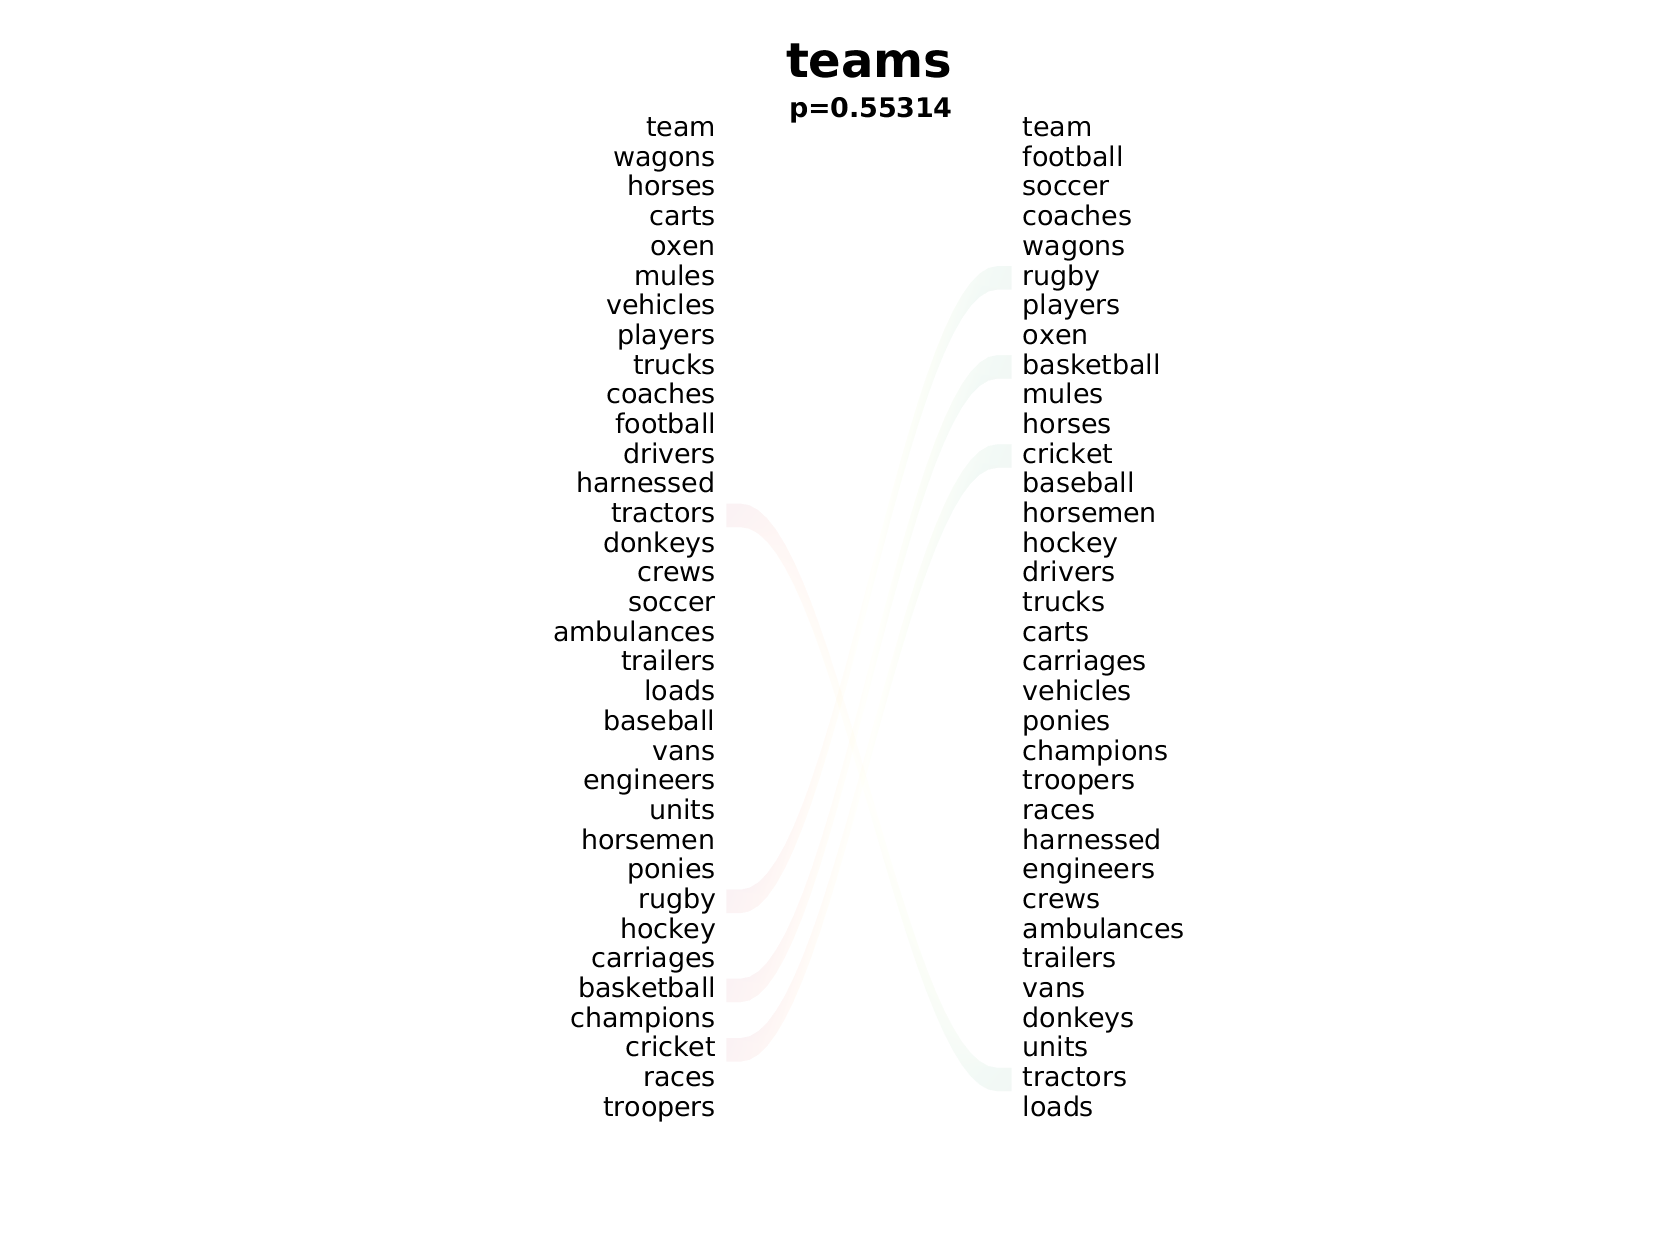 teams
p=0.55314
team team
wagons football
horses soccer
carts coaches
oxen wagons
mules rugby
vehicles players
players oxen
trucks basketball
coaches mules
football horses
drivers cricket
harnessed baseball
tractors horsemen
donkeys hockey
crews drivers
soccer trucks
ambulances carts
trailers carriages
loads vehicles
baseball ponies
vans champions
engineers troopers
units races
horsemen harnessed
ponies engineers
rugby crews
hockey ambulances
carriages trailers
basketball vans
champions donkeys
cricket units
races tractors
troopers loads